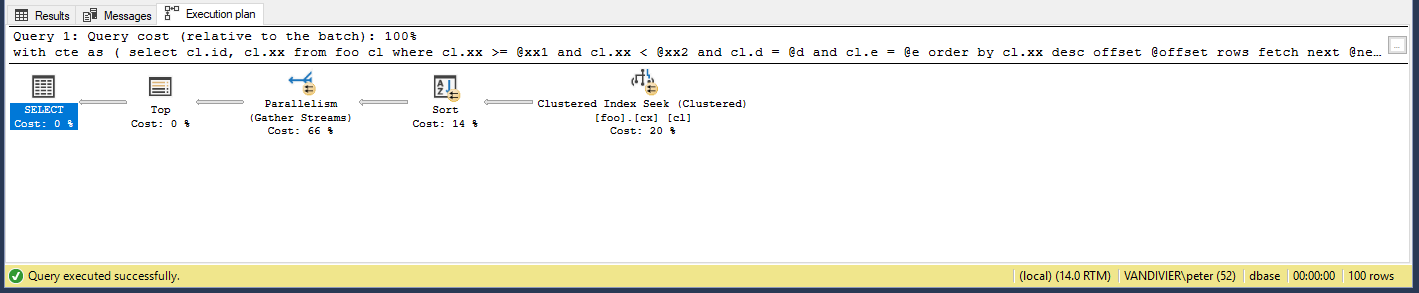 Results Messages Execution plan
Query 1: Query cost (relative to the batch): 100%
with cte as ( select cl.id, cl.xx from foo cl where cl.xx >= @xx1 and cl.xx < @xx2 and cl.d = @d and cl.e = @e order by cl.xx desc offset @offset rows fetch next @ne… ...
SELECT
Cost: 0 %
Top
Cost: 0 %
Parallelism
(Gather Streams)
Cost: 66 %
Sort
Cost: 14 %
Clustered Index Seek (Clustered)
[foo].[cx] [cl]
Cost: 20 %
Query executed successfully. (local) (14.0 RTM) VANDIVIER\peter (52) dbase 00:00:00 100 rows